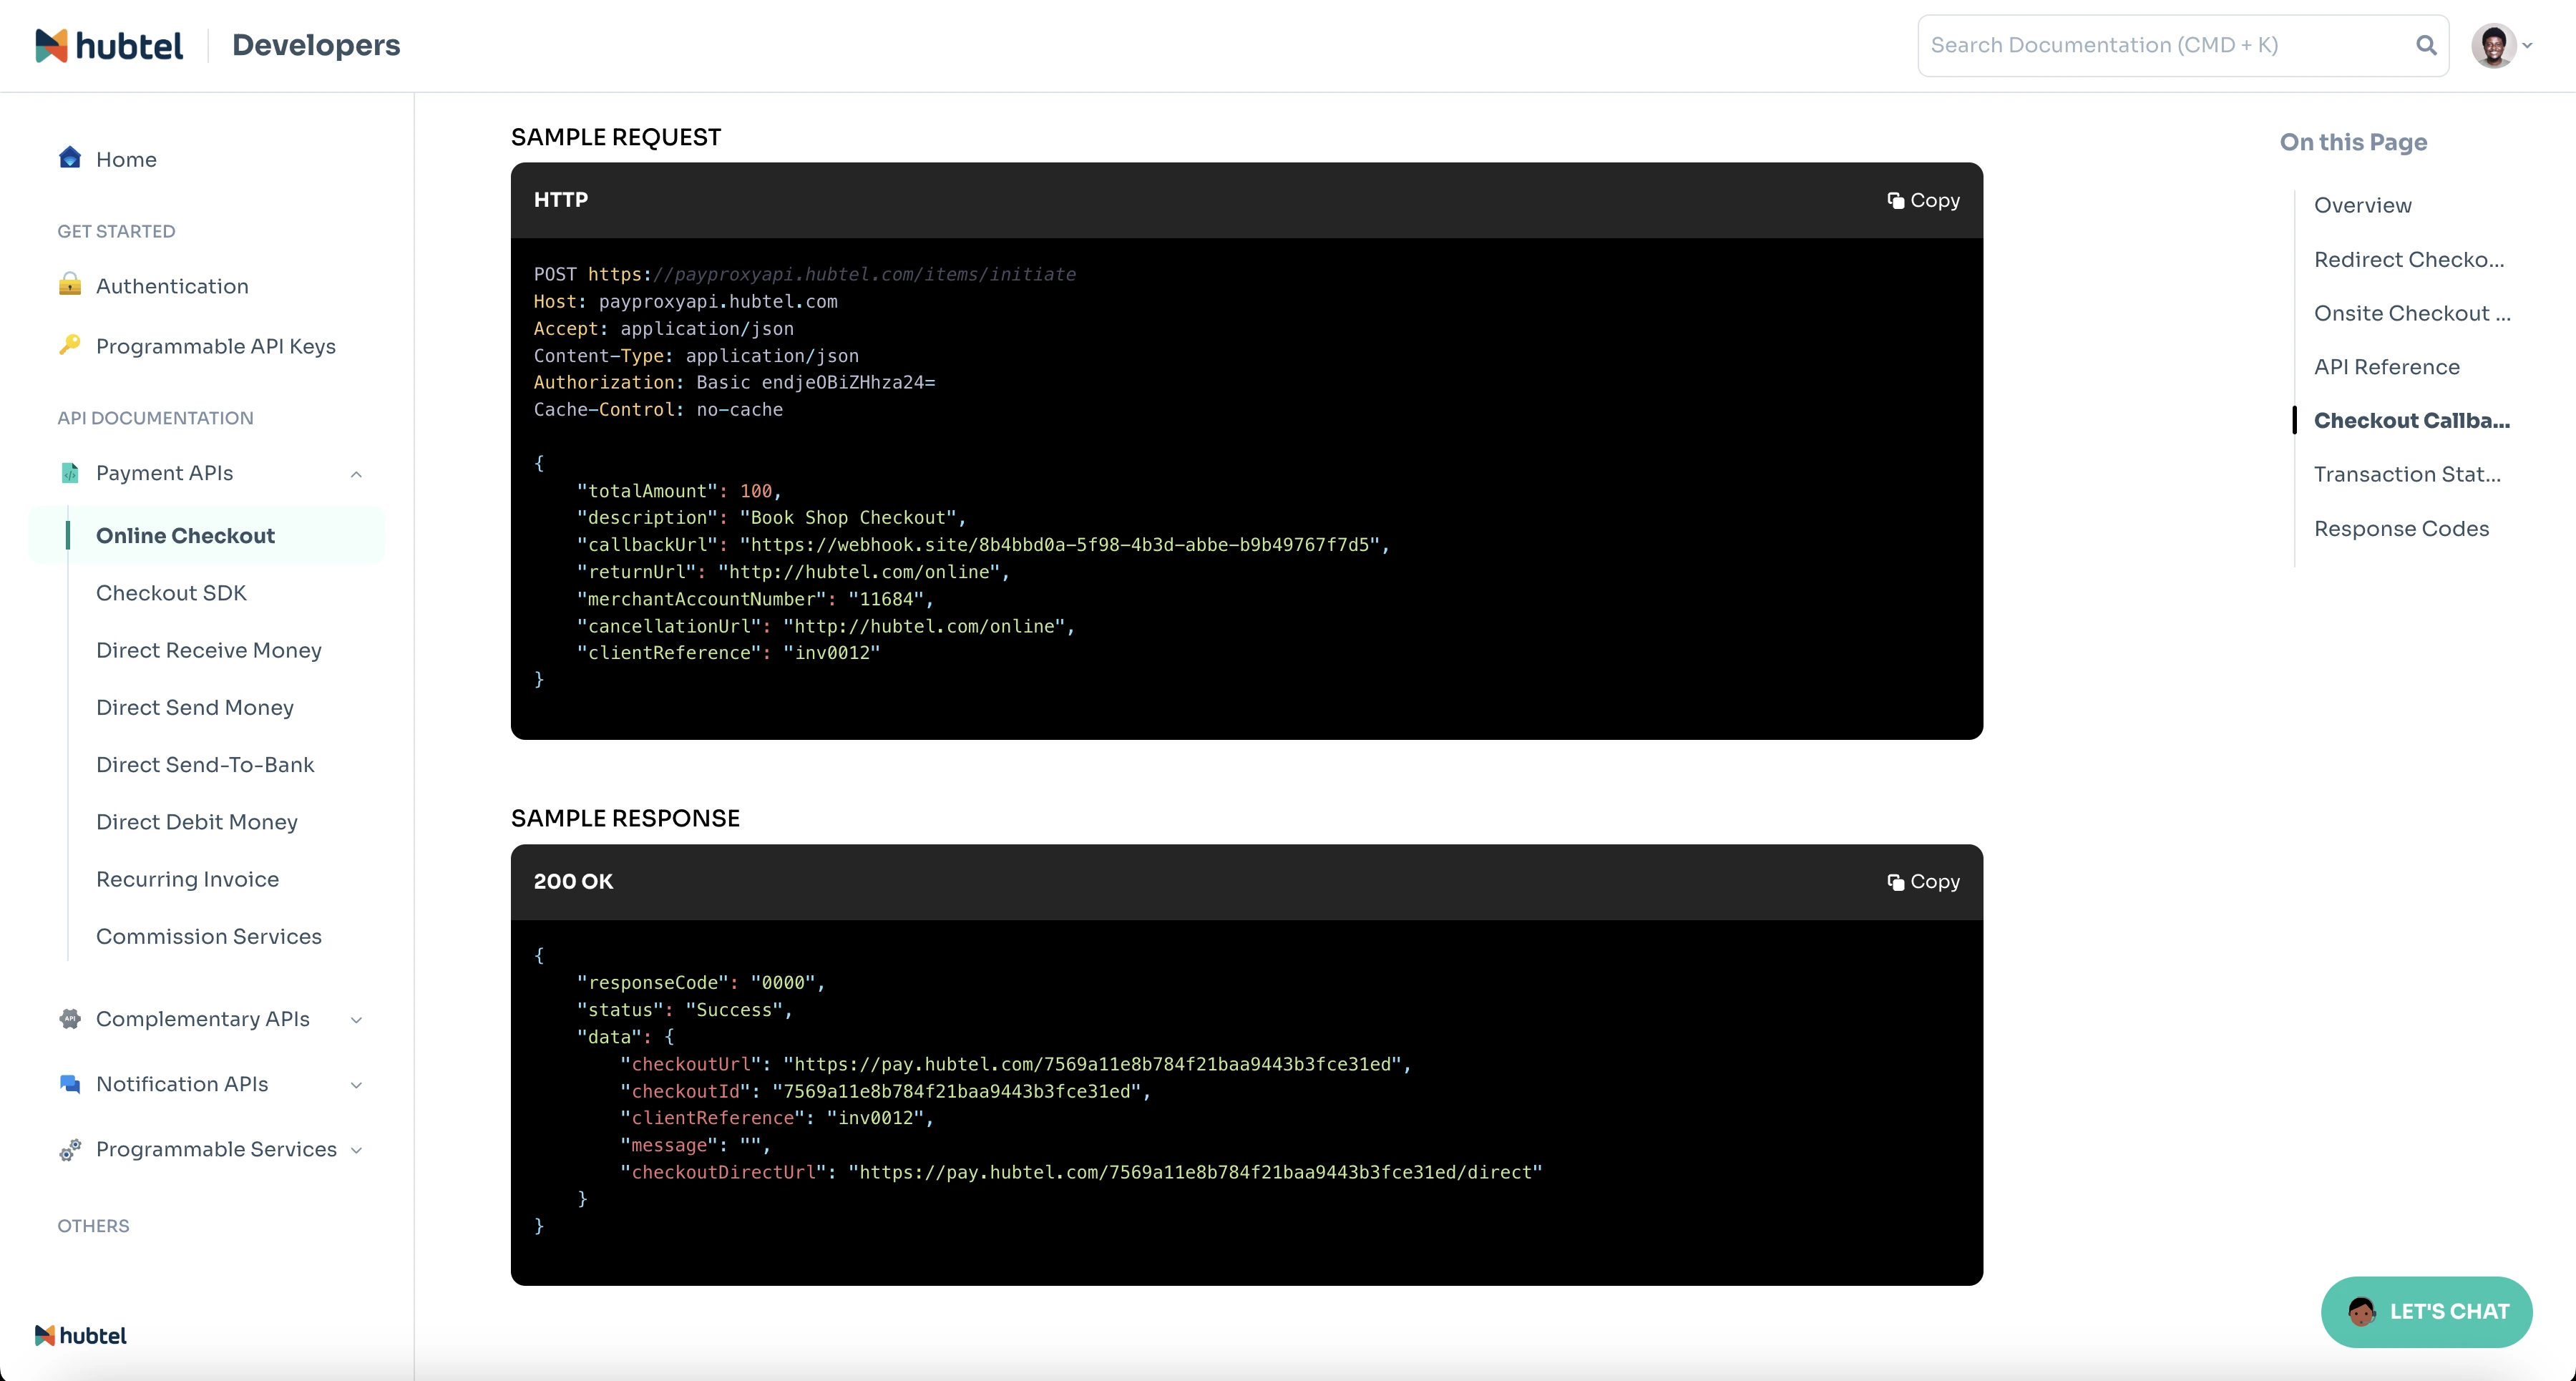 hubtel
Developers
Search Documentation (CMD + K)
Home
GET STARTED
Authentication
Programmable API Keys
API DOCUMENTATION
Payment APIs
Online Checkout
Checkout SDK
Direct Receive Money
Direct Send Money
Direct Send-To-Bank
Direct Debit Money
Recurring Invoice
Commission Services
API
Complementary APIs
Notification APIs
Programmable Services
OTHERS
hubtel
SAMPLE REQUEST
HTTP
Copy
POST https://payproxyapi.hubtel.com/items/initiate
Host: payproxyapi.hubtel.com
Accept: application/json
Content-Type: application/json
Authorization: Basic endjeOBiZHhza24=
Cache-Control: no-cache
{
    "totalAmount": 100,
    "description": "Book Shop Checkout",
    "callbackUrl": "https://webhook.site/8b4bbd0a-5f98-4b3d-abbe-b9b49767f7d5",
    "returnUrl": "http://hubtel.com/online",
    "merchantAccountNumber": "11684",
    "cancellationUrl": "http://hubtel.com/online",
    "clientReference": "inv0012"
}
SAMPLE RESPONSE
200 OK
Copy
{
    "responseCode": "0000",
    "status": "Success",
    "data": {
        "checkoutUrl": "https://pay.hubtel.com/7569a11e8b784f21baa9443b3fce31ed",
        "checkoutId": "7569a11e8b784f21baa9443b3fce31ed",
        "clientReference": "inv0012",
        "message": "",
        "checkoutDirectUrl": "https://pay.hubtel.com/7569a11e8b784f21baa9443b3fce31ed/direct"
    }
}
On this Page
Overview
Redirect Checko...
Onsite Checkout ...
API Reference
Checkout Callba...
Transaction Stat...
Response Codes
LET'S CHAT